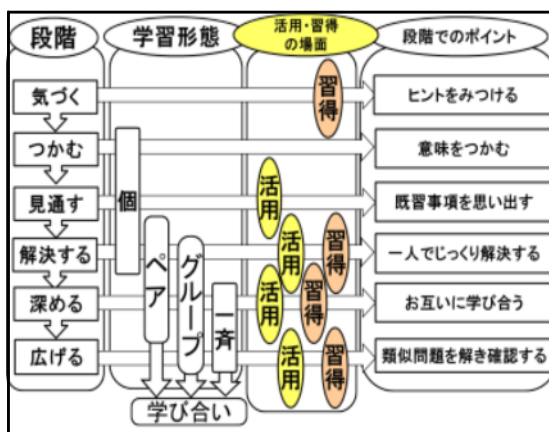 段階
学習形態
活用・習得
の場面
段階でのポイント
気づく
習得
ヒントをみつける
つかむ
意味をつかむ
個
見通す
活用
既習事項を思い出す
解決する
ペア
グループ
活用
習得
一人でじっくり解決する
深める
一斉
活用
習得
お互いに学び合う
広げる
活用
習得
類似問題を解き確認する
学び合い